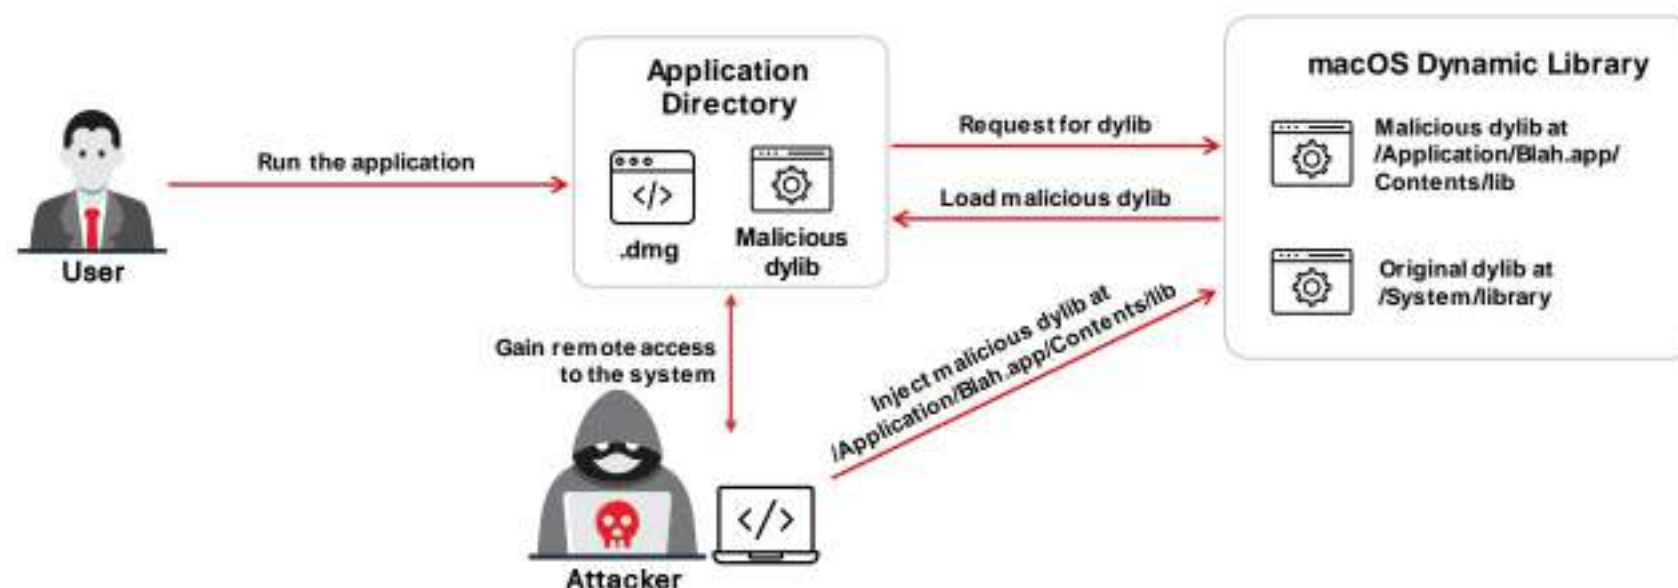 Application
Directory
macOS Dynamic Library
Request for dylib
Malicious dylib at
/Application/Blah.app/
Contents/lib
Run the application
</>
.dmg
Malicious
dylib
Load malicious dylib
User
Original dylib at
/System/library
Gain remote access
to the system
Inject malicious dylib at
/Application/Blah.app/Contents/lib
</>
Attacker